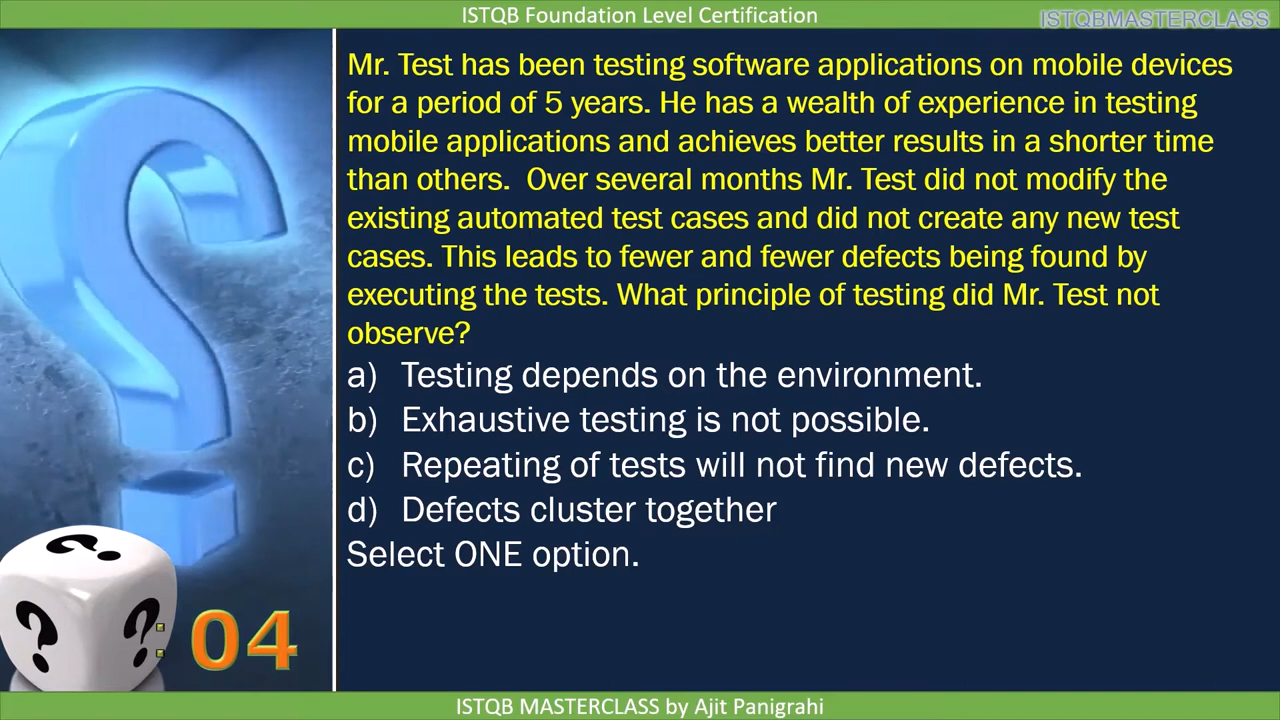 ISTQB Foundation Level Certification
ISTQBMASTERCLASS
Mr. Test has been testing software applications on mobile devices
for a period of 5 years. He has a wealth of experience in testing
mobile applications and achieves better results in a shorter time
than others.  Over several months Mr. Test did not modify the
existing automated test cases and did not create any new test
cases. This leads to fewer and fewer defects being found by
executing the tests. What principle of testing did Mr. Test not
observe?
a) Testing depends on the environment.
b) Exhaustive testing is not possible.
c) Repeating of tests will not find new defects.
d) Defects cluster together
Select ONE option.
? ? ?
: 04
ISTQB MASTERCLASS by Ajit Panigrahi